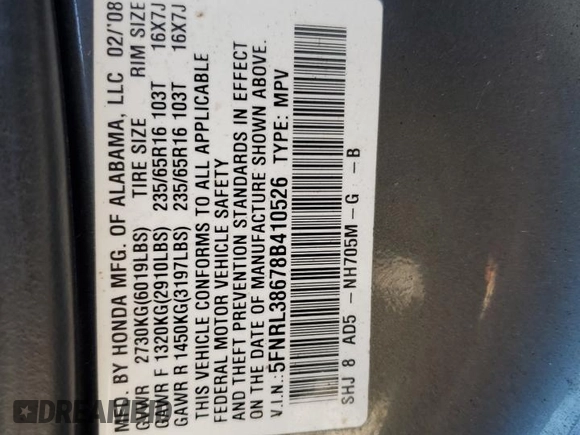 MFD. BY HONDA MFG. OF ALABAMA, LLC 02/'08
GVWR 2730KG(6019LBS) TIRE SIZE RIM SIZE
GAWR F 1320KG(2910LBS) 235/65R16 103T 16X7J
GAWR R 1450KG(3197LBS) 235/65R16 103T 16X7J
THIS VEHICLE CONFORMS TO ALL APPLICABLE
FEDERAL MOTOR VEHICLE SAFETY
AND THEFT PREVENTION STANDARDS IN EFFECT
ON THE DATE OF MANUFACTURE SHOWN ABOVE.
V.I.N.:5FNRL38678B410526 TYPE: MPV
SHJ 8 AD5 -NH705M-G -B
DREAMBID